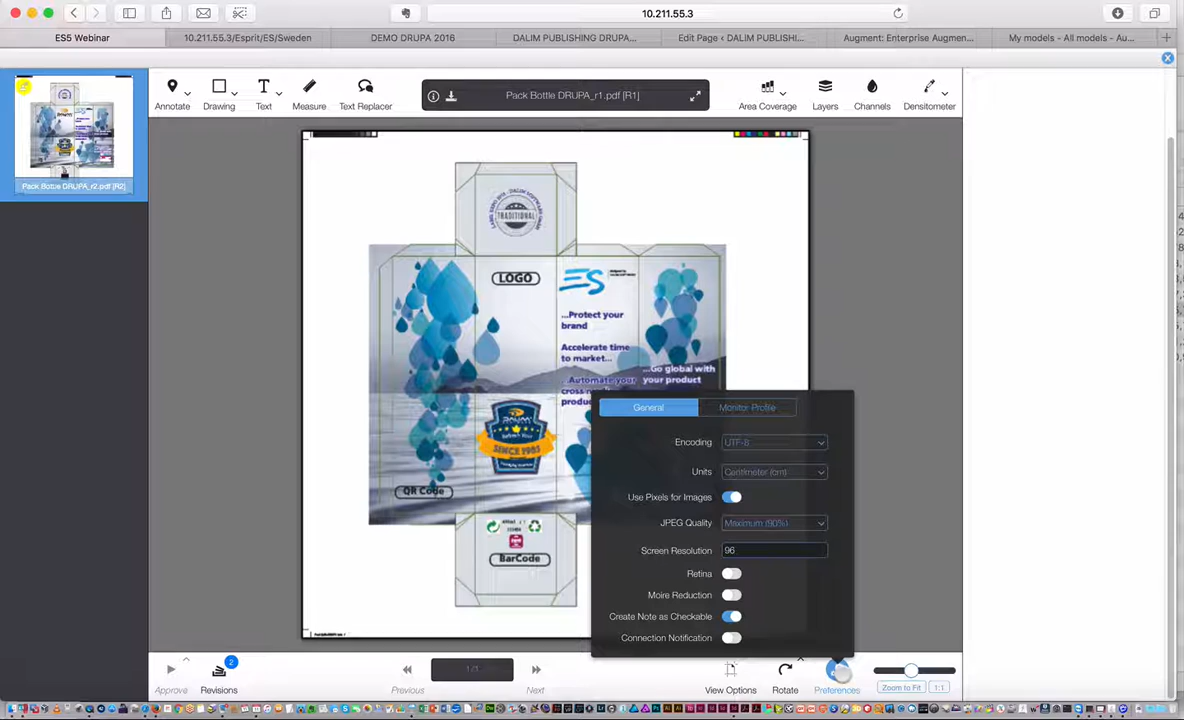 10.211.55.3
ES5 Webinar
10.211.55.3/Esprit/ES/Sweden
DEMO DRUPA 2016
DALIM PUBLISHING DRUPA...
Edit Page ‹ DALIM PUBLISHI...
Augment: Enterprise Augmen...
My models - All models - Au...
Annotate
Drawing
Text
Measure
Text Replacer
Pack Bottle DRUPA_r1.pdf [R1]
Area Coverage
Layers
Channels
Densitometer
Pack Bottle DRUPA_r2.pdf [R2]
TRADITIONAL
LOGO
ES
...Protect your
brand
Accelerate time
to market...
...Automate your
...Go global with
your product
SINCE 1985
QR Code
BarCode
General
Monitor Profile
Encoding
UTF-8
Units
Centimeter (cm)
Use Pixels for Images
JPEG Quality
Maximum (90%)
Screen Resolution
96
Retina
Moire Reduction
Create Note as Checkable
Connection Notification
Approve
2
Revisions
Previous
1/1
Next
View Options
Rotate
Preferences
Zoom to Fit
1:1